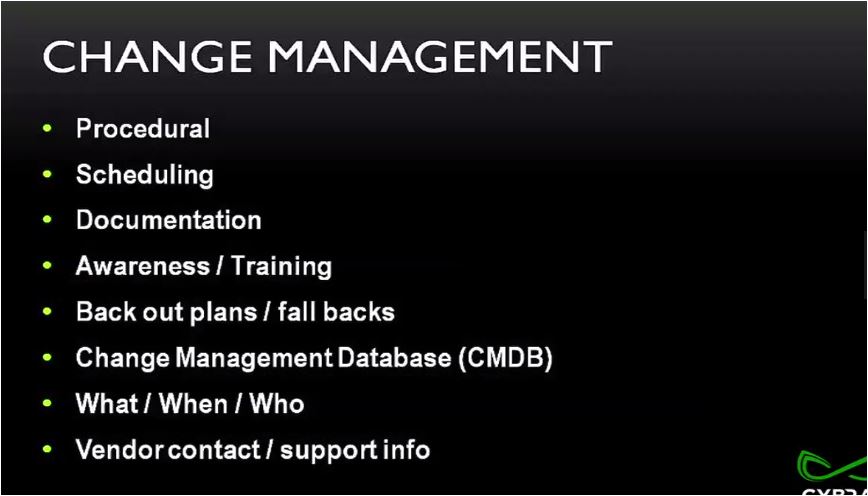 CHANGE MANAGEMENT
• Procedural
• Scheduling
• Documentation
• Awareness / Training
• Back out plans / fall backs
• Change Management Database (CMDB)
• What / When / Who
• Vendor contact / support info